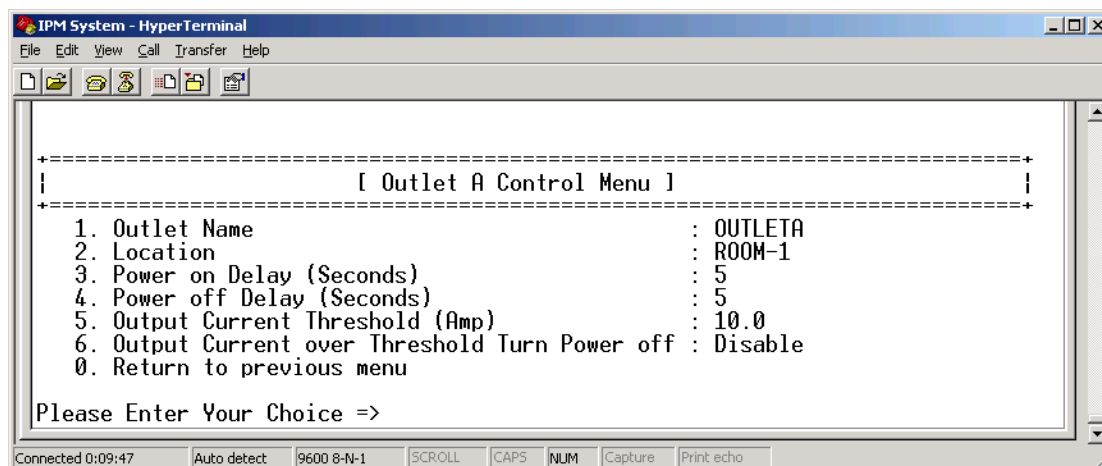 IPM System - HyperTerminal
File Edit View Call Transfer Help
+============================================================================+
¦ [ Outlet A Control Menu ] ¦
+============================================================================+
1. Outlet Name : OUTLETA
2. Location : ROOM-1
3. Power on Delay (Seconds) : 5
4. Power off Delay (Seconds) : 5
5. Output Current Threshold (Amp) : 10.0
6. Output Current over Threshold Turn Power off : Disable
0. Return to previous menu
Please Enter Your Choice =>
Connected 0:09:47 Auto detect 9600 8-N-1 SCROLL CAPS NUM Capture Print echo